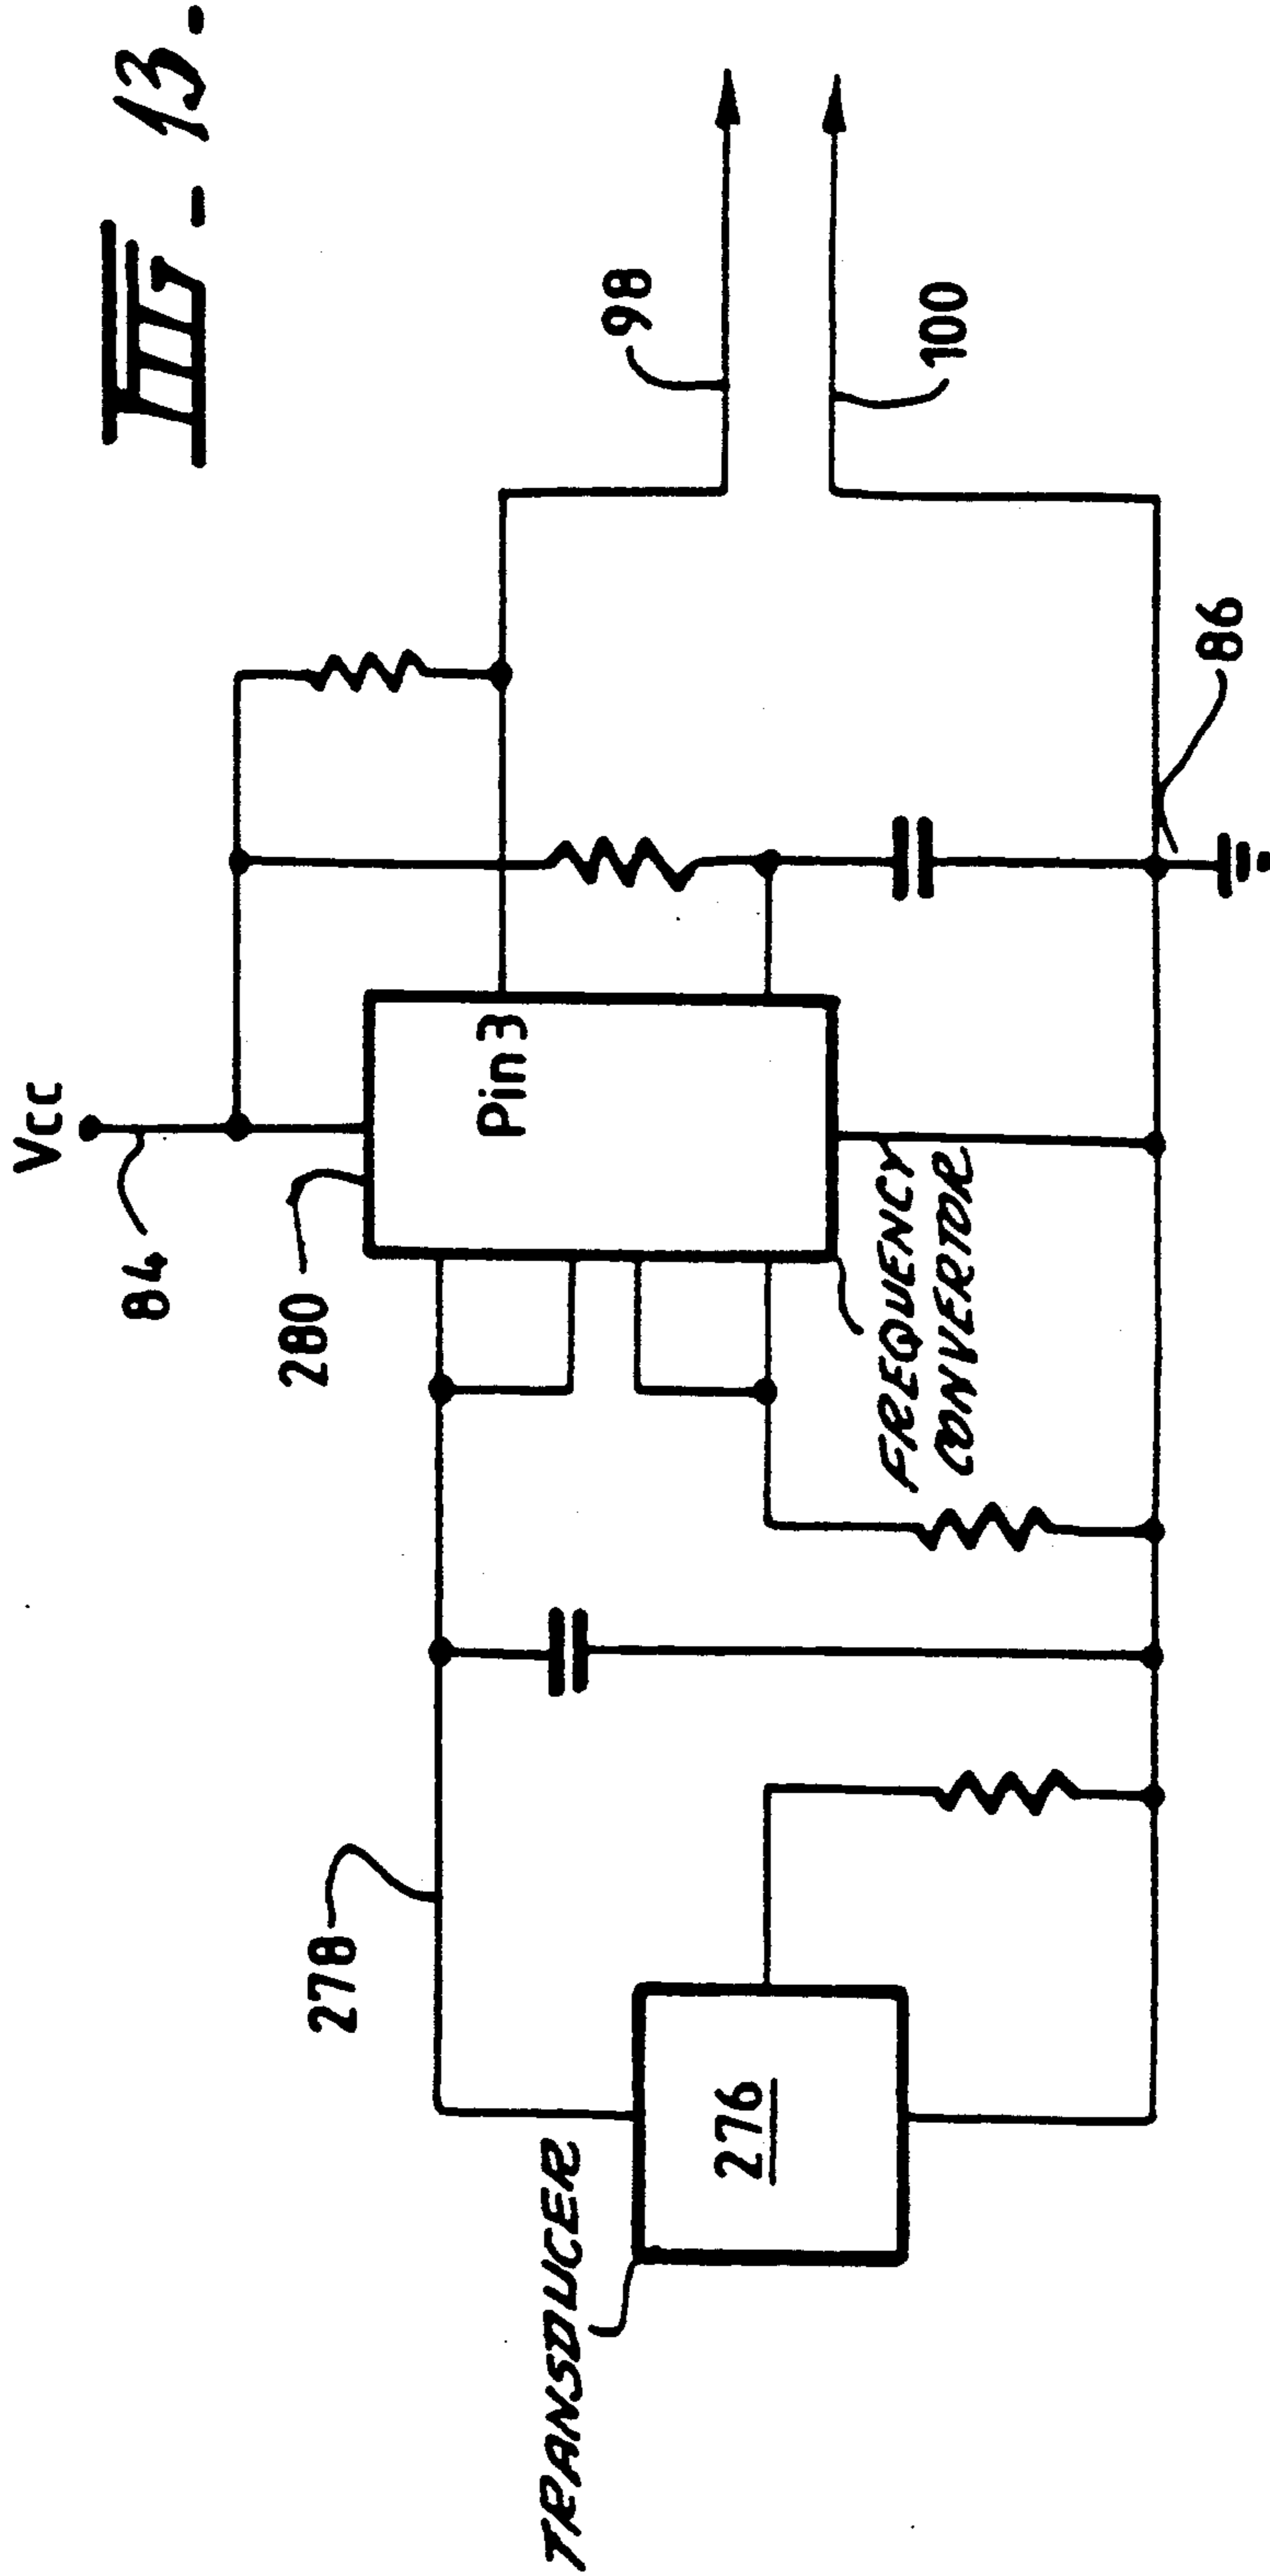 FIG-13-
Vcc
84
280
Pin 3
98
100
86
FREQUENCY
CONVERTOR
278
276
TRANSDUCER